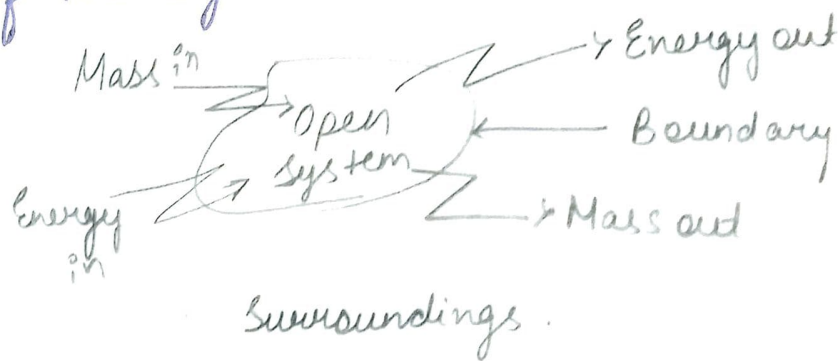 Mass in
Energy out
Open
System
Boundary
Energy
in
Mass out
Surroundings.